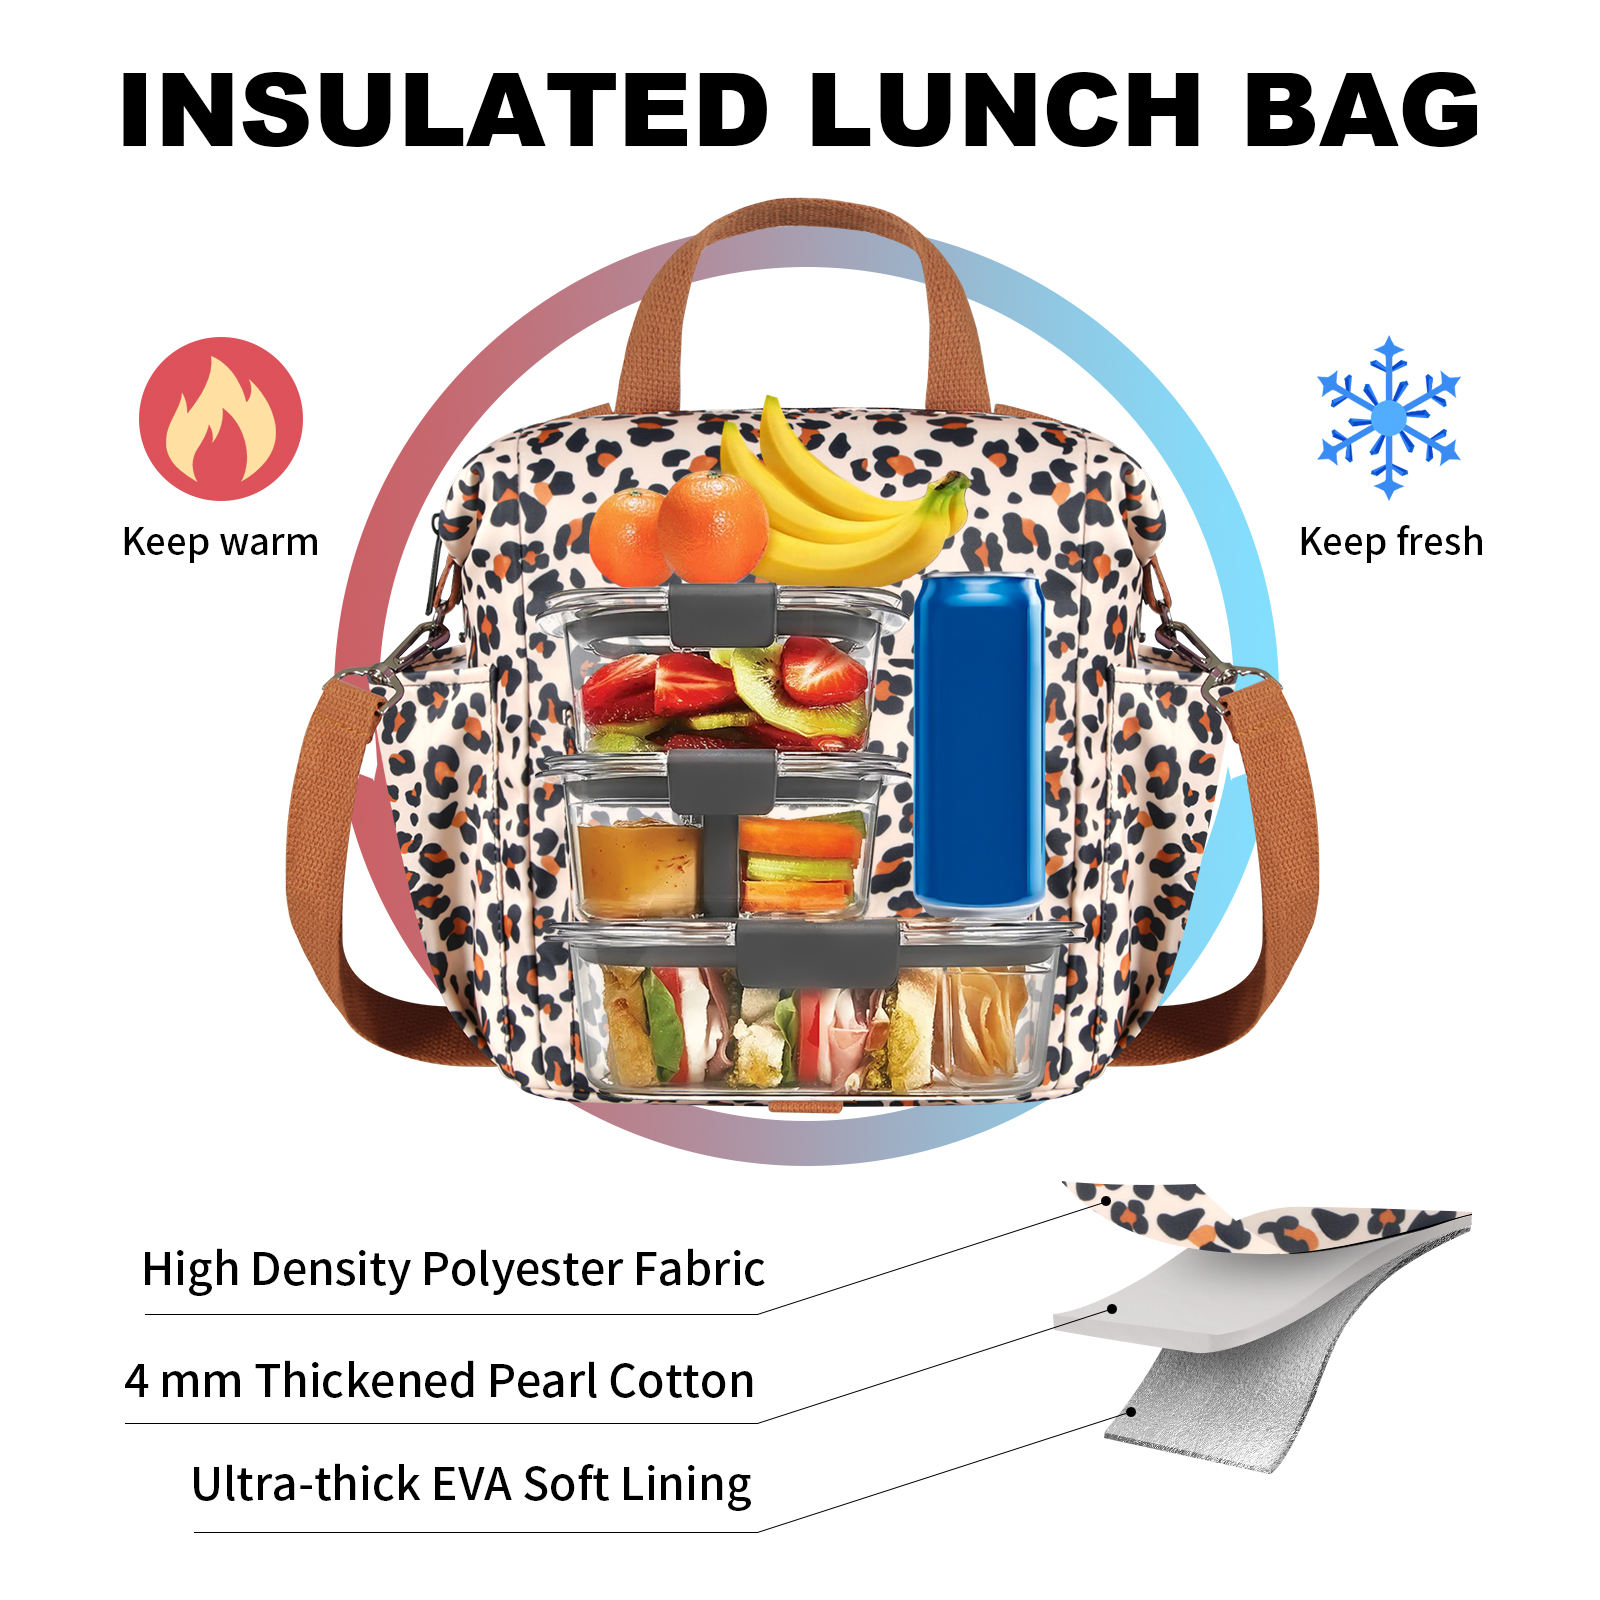 INSULATED LUNCH BAG
Keep warm
Keep fresh
High Density Polyester Fabric
4 mm Thickened Pearl Cotton
Ultra-thick EVA Soft Lining